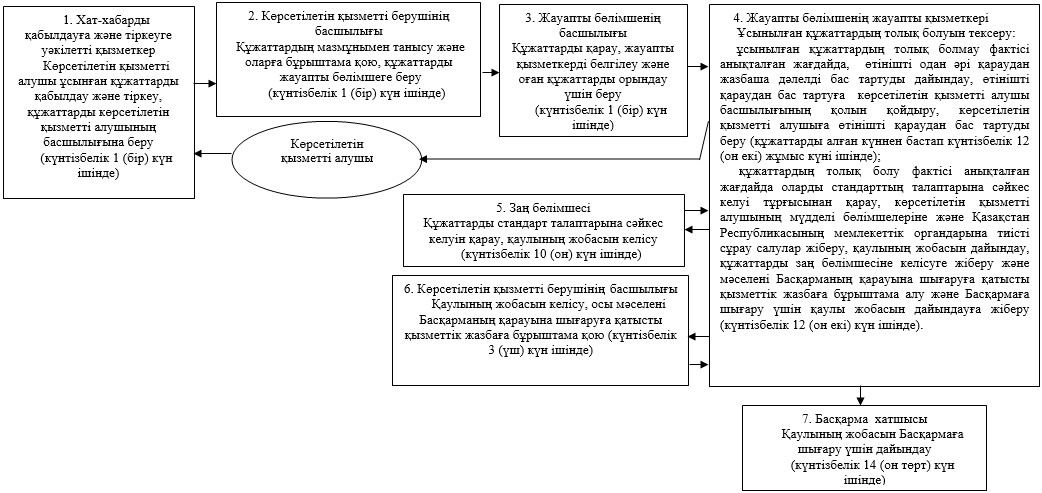 1. Хат-хабарды
қабылдауға және тіркеуге
уәкілетті қызметкер
Көрсетілетін қызметті
алушы ұсынған құжаттарды
қабылдау және тіркеу,
құжаттарды көрсетілетін
қызметті алушының
басшылығына беру
(күнтізбелік 1 (бір) күн
ішінде)
2. Көрсетілетін қызметті берушінің
басшылығы
Құжаттардың мазмұнымен танысу және
оларға бұрыштама қою, құжаттарды
жауапты бөлімшеге беру
(күнтізбелік 1 (бір) күн ішінде)
3. Жауапты бөлімшенің
басшылығы
Құжаттарды қарау, жауапты
қызметкерді белгілеу және
оған құжаттарды орындау
үшін беру
(күнтізбелік 1 (бір) күн
ішінде)
4. Жауапты бөлімшенің жауапты қызметкері
Ұсынылған құжаттардың толық болуын тексеру:
ұсынылған құжаттардың толық болмау фактісі
анықталған жағдайда, өтінішті одан әрі қараудан
жазбаша дәлелді бас тартуды дайындау, өтінішті
қараудан бас тартуға көрсетілетін қызметті алушы
басшылығының қолын қойдыру, көрсетілетін
қызметті алушыға өтінішті қараудан бас тартуды
беру (құжаттарды алған күннен бастап күнтізбелік 12
(он екі) жұмыс күні ішінде);
құжаттардың толық болу фактісі анықталған
жағдайда оларды стандарттың талаптарына сәйкес
келуі тұрғысынан қарау, көрсетілетін қызметті
алушының мүдделі бөлімшелеріне және Қазақстан
Республикасының мемлекеттік органдарына тиісті
сұрау салулар жіберу, қаулының жобасын дайындау,
құжаттарды заң бөлімшесіне келісуге жіберу және
мәселені Басқарманың қарауына шығаруға қатысты
қызметтік жазбаға бұрыштама алу және Басқармаға
шығару үшін қаулы жобасын дайындауға жіберу
(күнтізбелік 12 (он екі) күн ішінде).
Көрсетілетін
қызметті алушы
5. Заң бөлімшесі
Құжаттарды стандарт талаптарына сәйкес
келуін қарау, қаулының жобасы келісу
(күнтізбелік 10 (он) күн ішінде)
6. Көрсетілетін қызметті берушінің басшылығы
Қаулының жобасын келісу, осы мәселені
Басқарманың қарауына шығаруға қатысты
қызметтік жазбаға бұрыштама қою (күнтізбелік
3 (үш) күн ішінде)
7. Басқарма хатшысы
Қаулының жобасын Басқармаға
шығару үшін дайындау
(күнтізбелік 14 (он төрт) күн
ішінде)